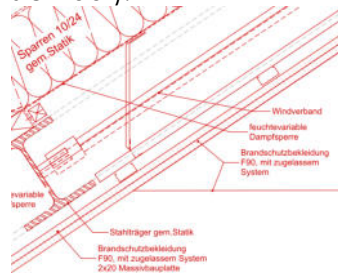 Sparren 10/24
gem.Statik
Windverband
feuchtevariable
Dampfsperre
Brandschutzbekleidung
F90, mit zugelassem
System
evariable
sperre
Stahlträger gem.Statik
Brandschutzbekleidung
F90, mit zugelassem System
2x20 Massivbauplatte